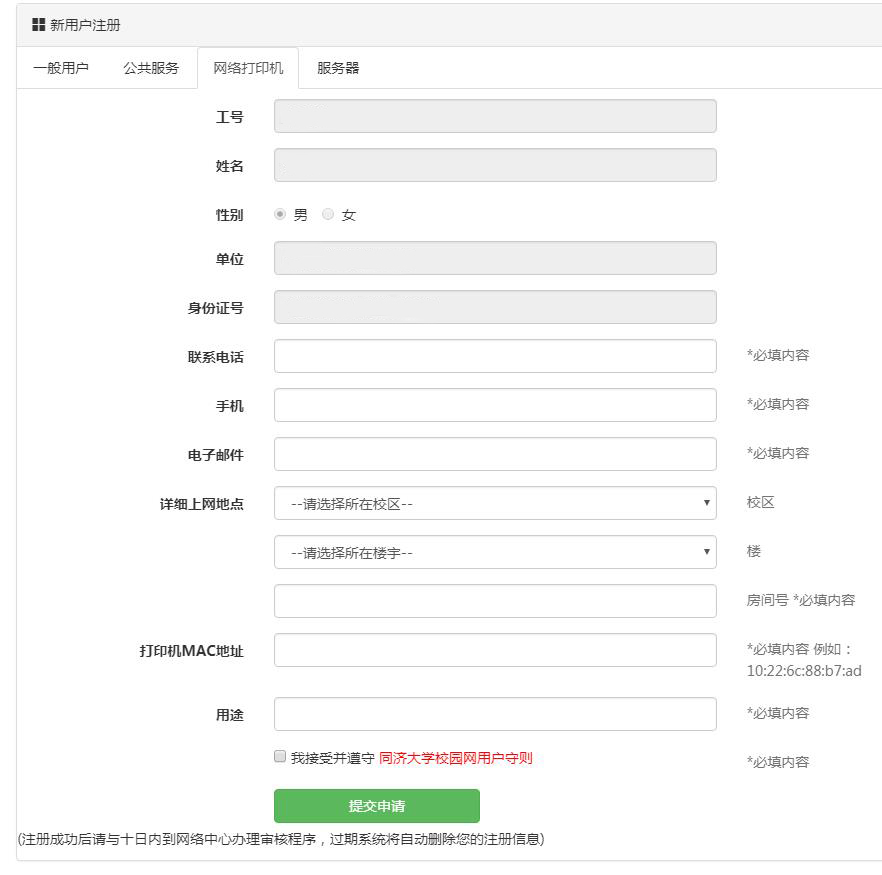 新用户注册
一般用户 公共服务 网络打印机 服务器
工号
姓名
性别 男 女
单位
身份证号
联系电话 *必填内容
手机 *必填内容
电子邮件 *必填内容
详细上网地点 --请选择所在校区-- 校区
--请选择所在楼宇-- 楼
房间号 *必填内容
打印机MAC地址 *必填内容 例如：
10:22:6c:88:b7:ad
用途 *必填内容
我接受并遵守 同济大学校园网用户守则 *必填内容
提交申请
(注册成功后请与十日内到网络中心办理审核程序，过期系统将自动删除您的注册信息)